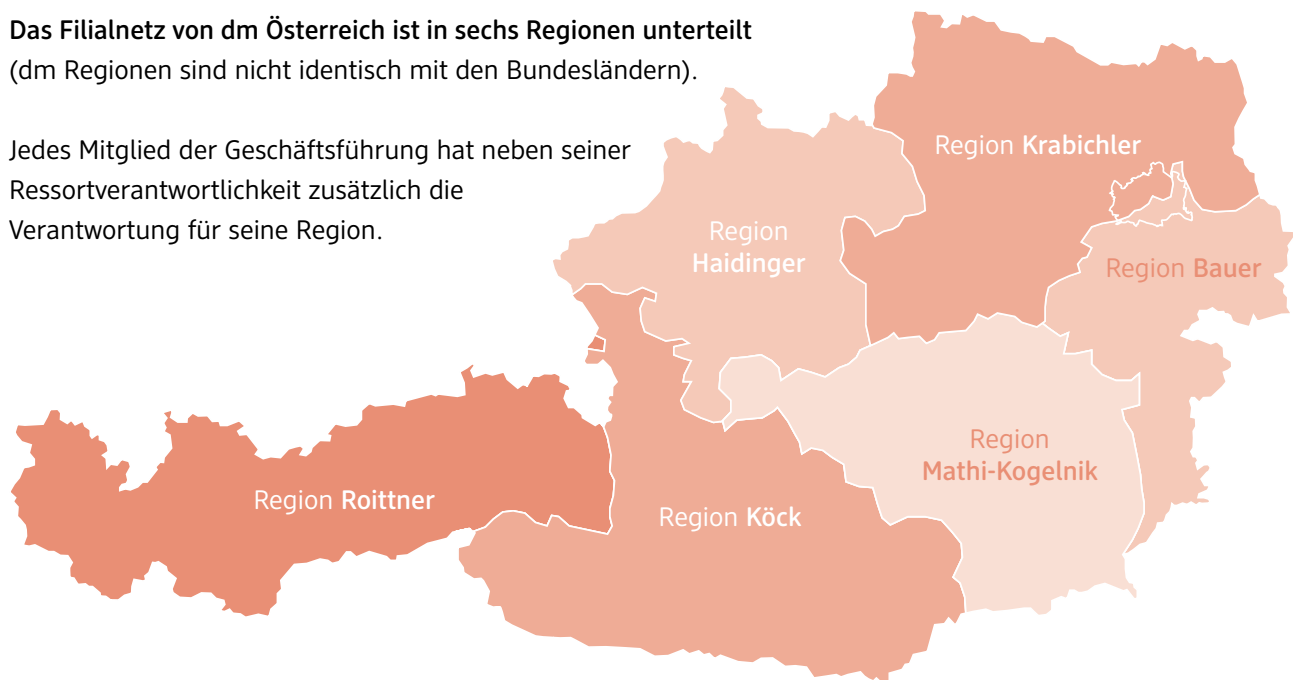 Das Filialnetz von dm Österreich ist in sechs Regionen unterteilt
(dm Regionen sind nicht identisch mit den Bundesländern).
Jedes Mitglied der Geschäftsführung hat neben seiner
Ressortverantwortlichkeit zusätzlich die
Verantwortung für seine Region.
Region Krabichler
Region
Haidinger
Region Bauer
Region
Mathi-Kogelnik
Region Roittner
Region Köck